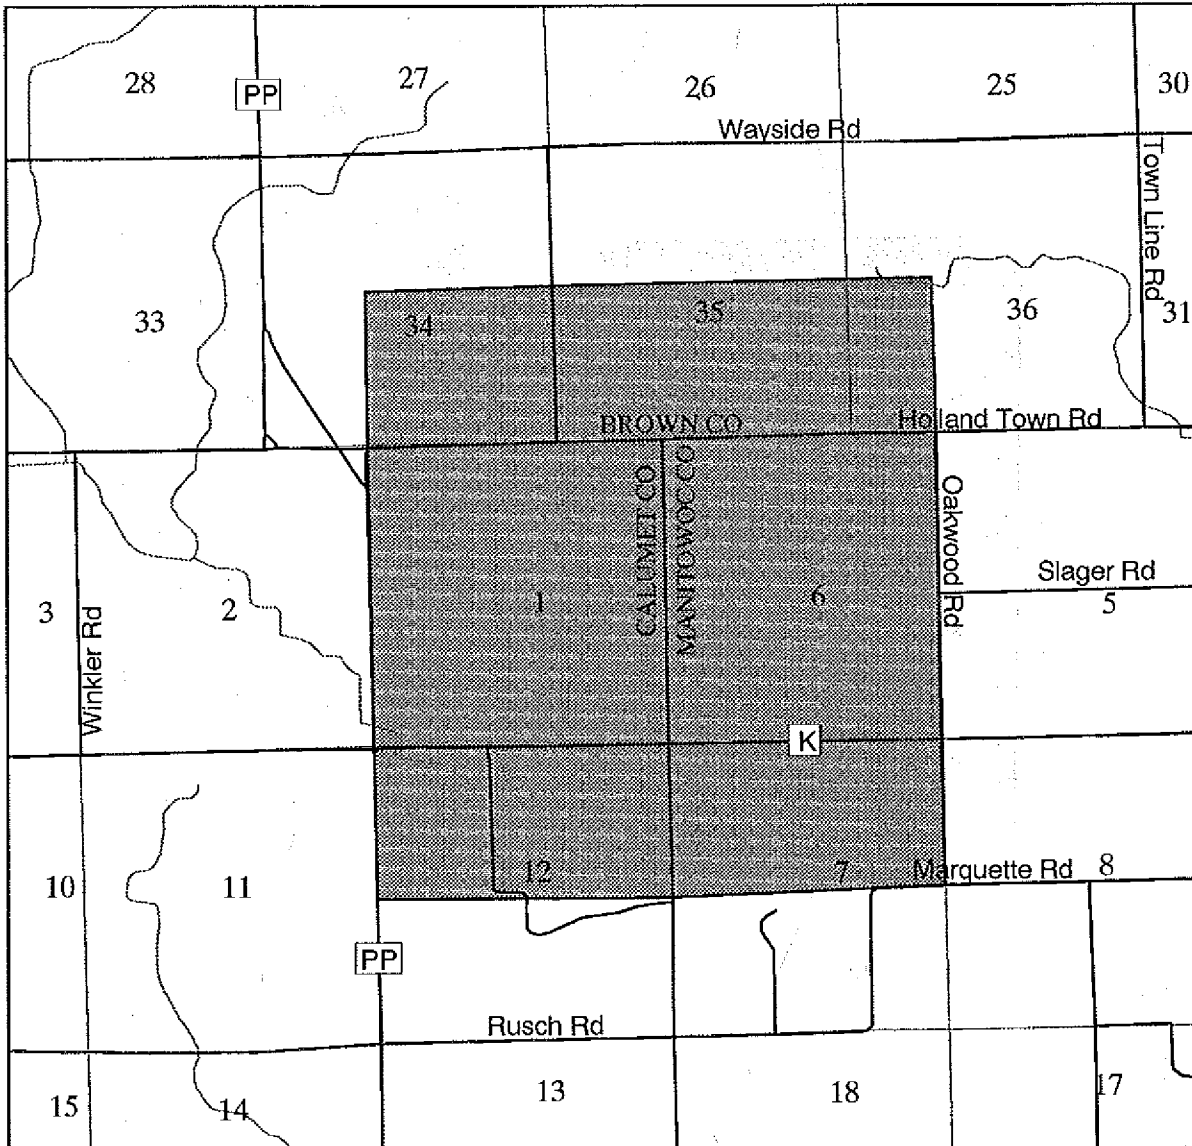 28
PP
27
26
25
30
Wayside Rd
Town Line Rd
33
34
35
36
31
BROWN CO
Holland Town Rd
CALUMET CO
MANITOWOC CO
Oakwood Rd
Slager Rd
3
Winkler Rd
2
1
6
5
K
10
11
12
7
Marquette Rd
8
PP
Rusch Rd
15
14
13
18
17